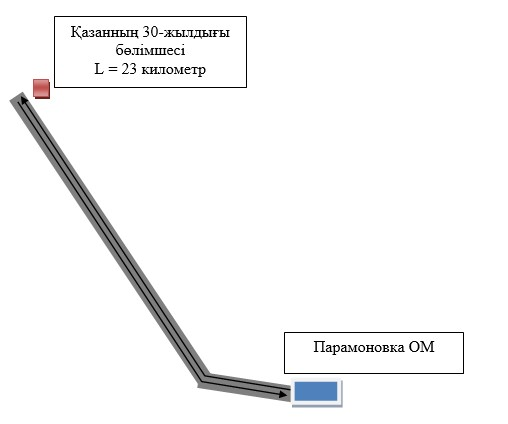 Қазанның 30-жылдығы
бөлімшесі
L = 23 километр
Парамоновка ОМ